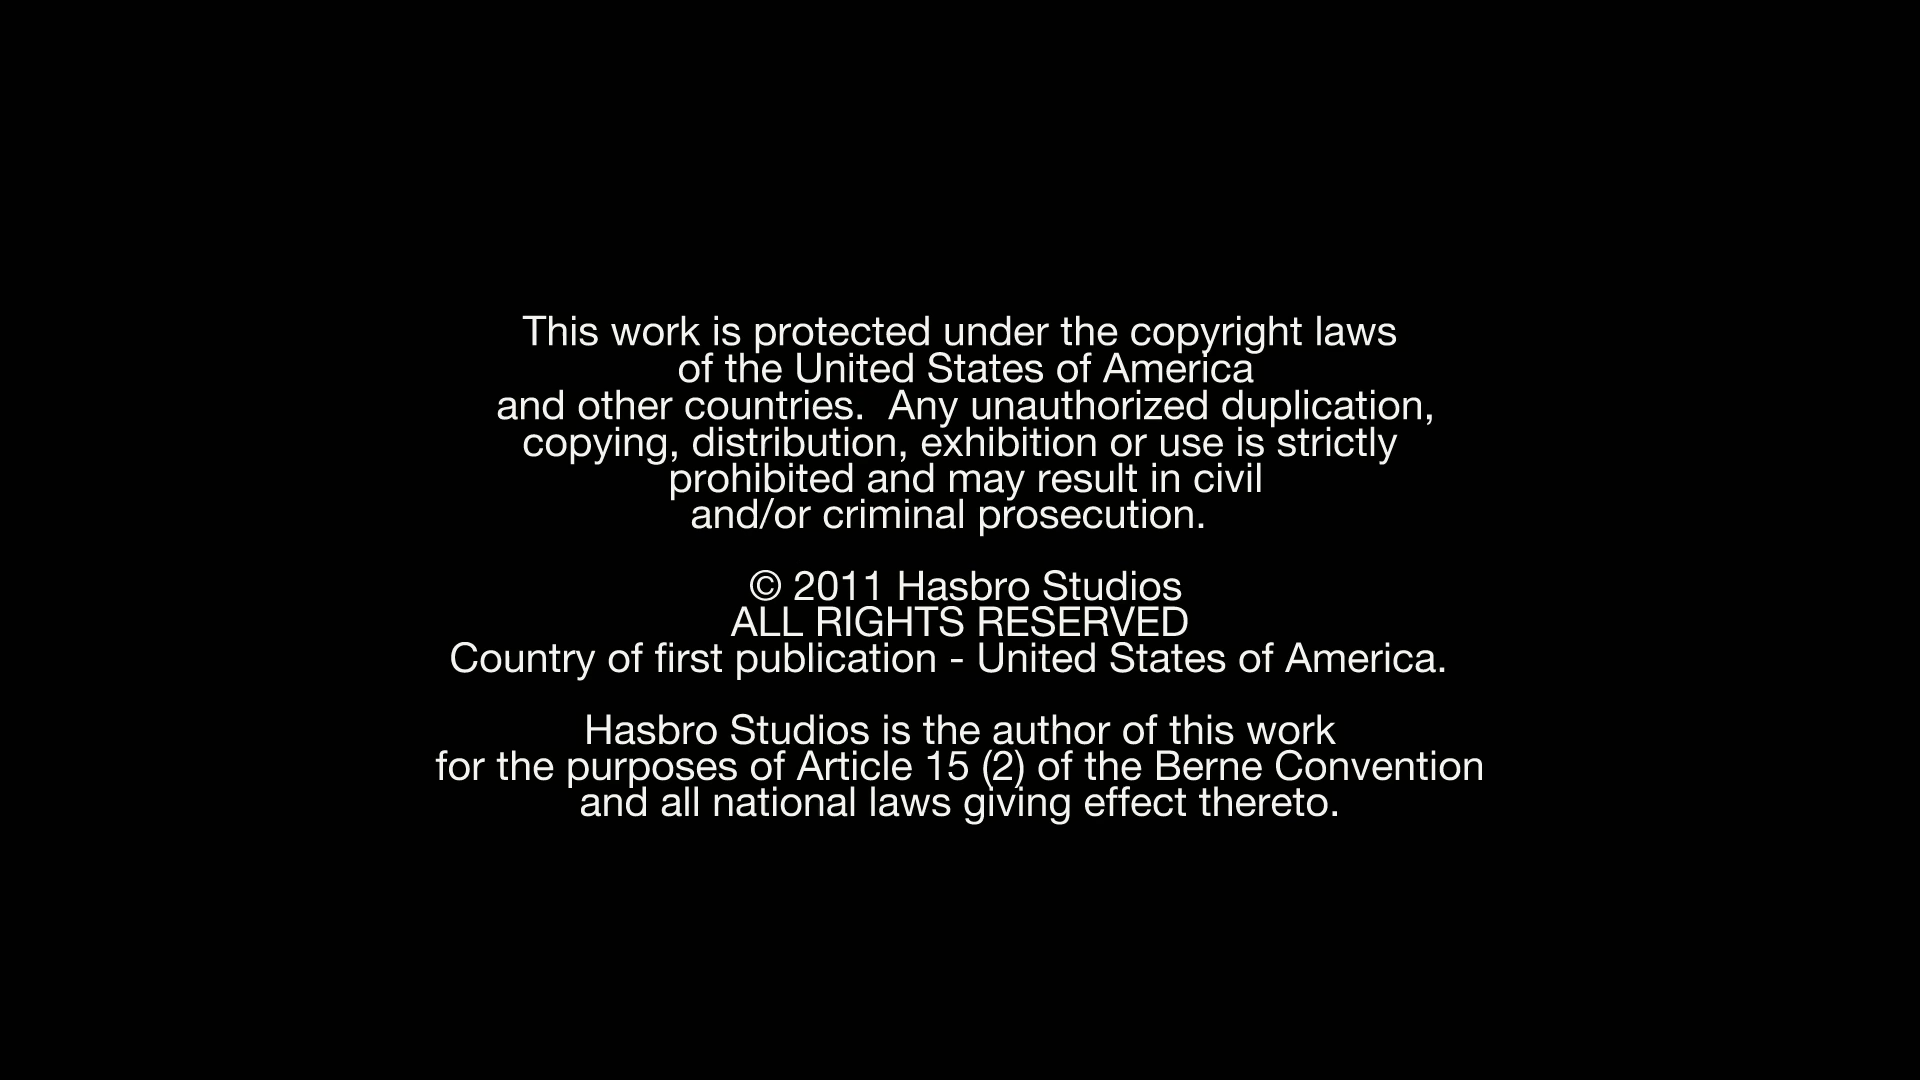 This work is protected under the copyright laws
of the United States of America
and other countries.  Any unauthorized duplication,
copying, distribution, exhibition or use is strictly
prohibited and may result in civil
and/or criminal prosecution.
© 2011 Hasbro Studios
ALL RIGHTS RESERVED
Country of first publication - United States of America.
Hasbro Studios is the author of this work
for the purposes of Article 15 (2) of the Berne Convention
and all national laws giving effect thereto.